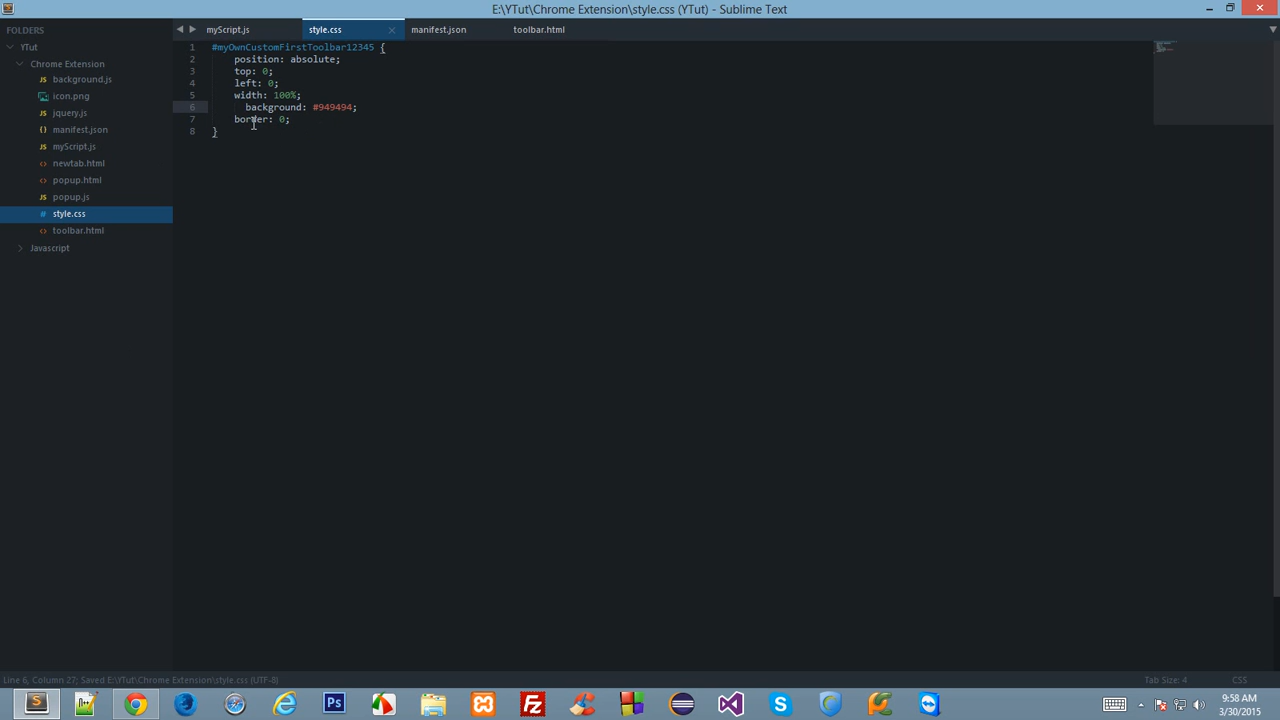 E:\YTut\Chrome Extension\style.css (YTut) - Sublime Text
FOLDERS
YTut
Chrome Extension
background.js
icon.png
jquery.js
manifest.json
myScript.js
newtab.html
popup.html
popup.js
style.css
toolbar.html
Javascript
myScript.js
style.css
manifest.json
toolbar.html
1 #myOwnCustomFirstToolbar12345 {
2 position: absolute;
3 top: 0;
4 left: 0;
5 width: 100%;
6 background: #949494;
7 border: 0;
8 }
Line 6, Column 27; Saved E:\YTut\Chrome Extension\style.css (UTF-8)
Tab Size: 4
CSS
9:58 AM
3/30/2015